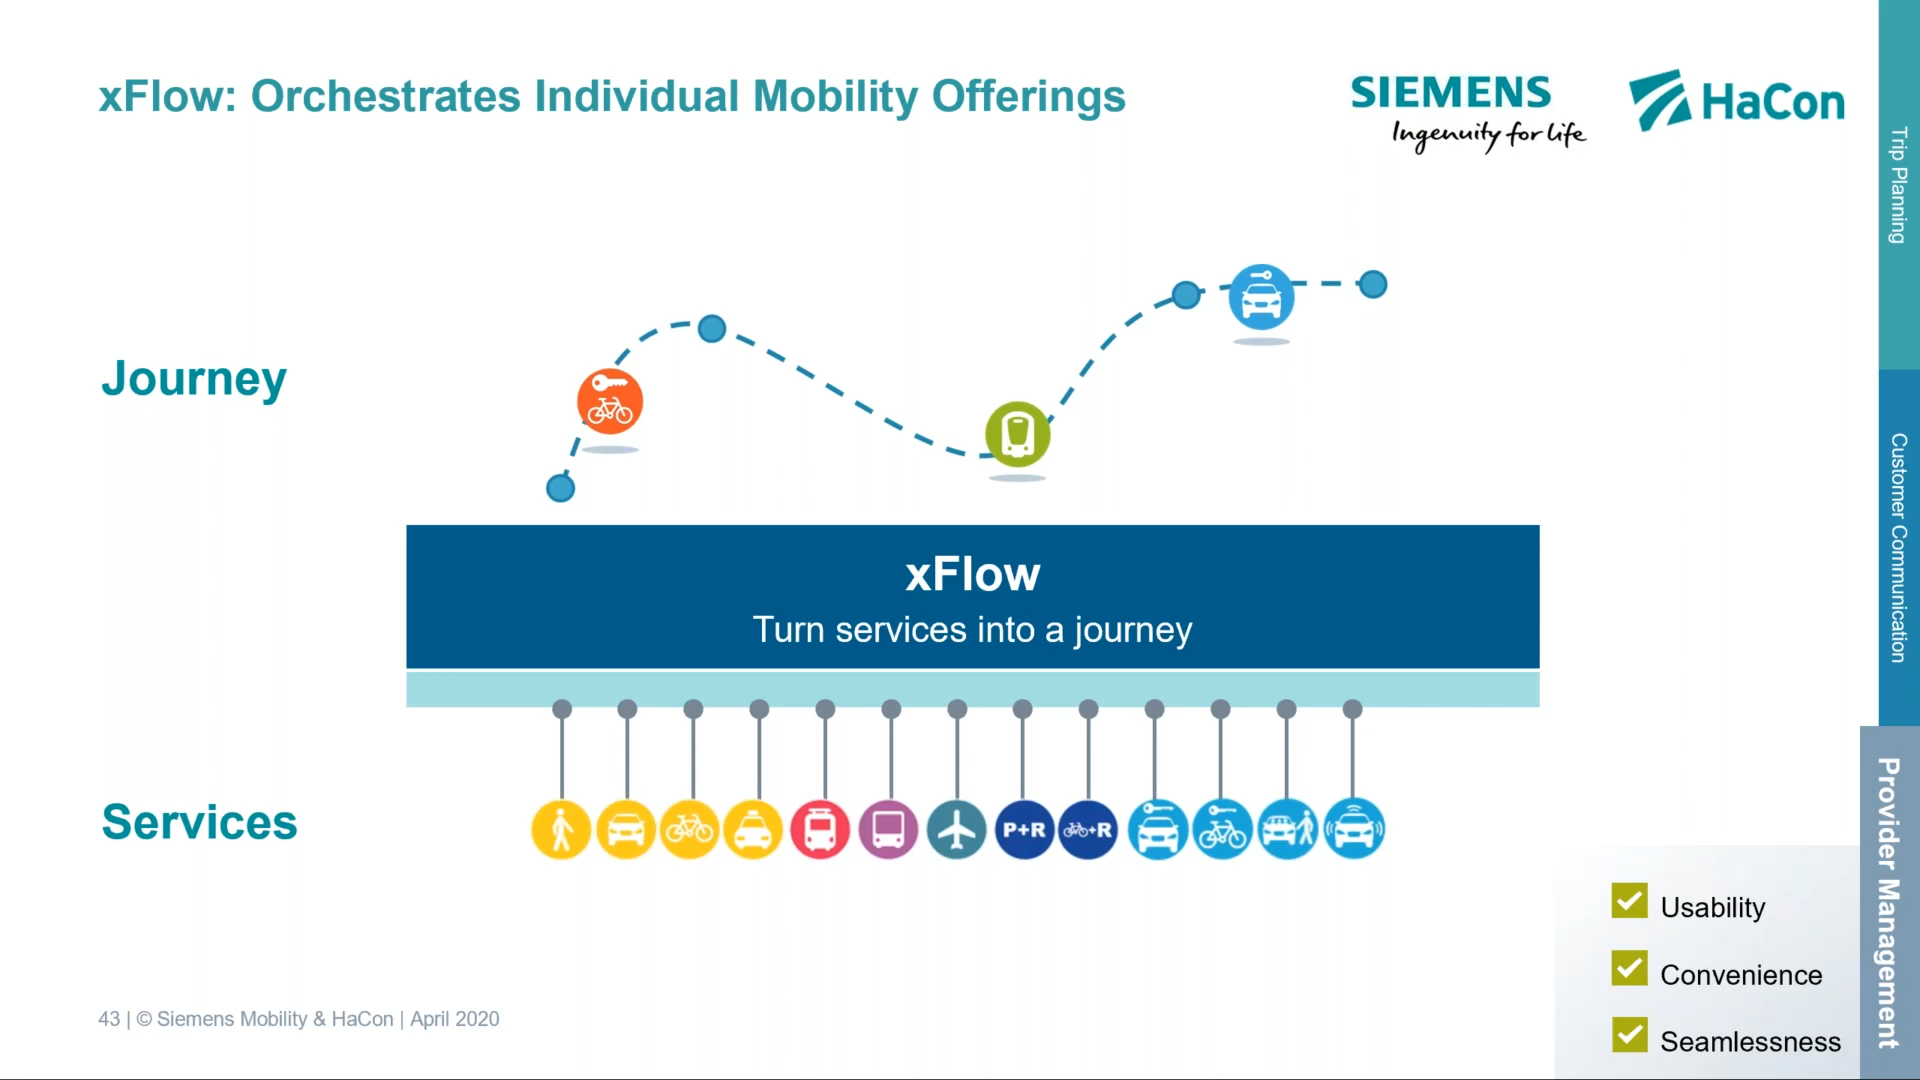 xFlow: Orchestrates Individual Mobility Offerings
SIEMENS
Ingenuity for life
HaCon
Trip Planning
Journey
Customer Communication
xFlow
Turn services into a journey
Services
P+R
+R
Provider Management
Usability
Convenience
Seamlessness
43 | © Siemens Mobility & HaCon | April 2020